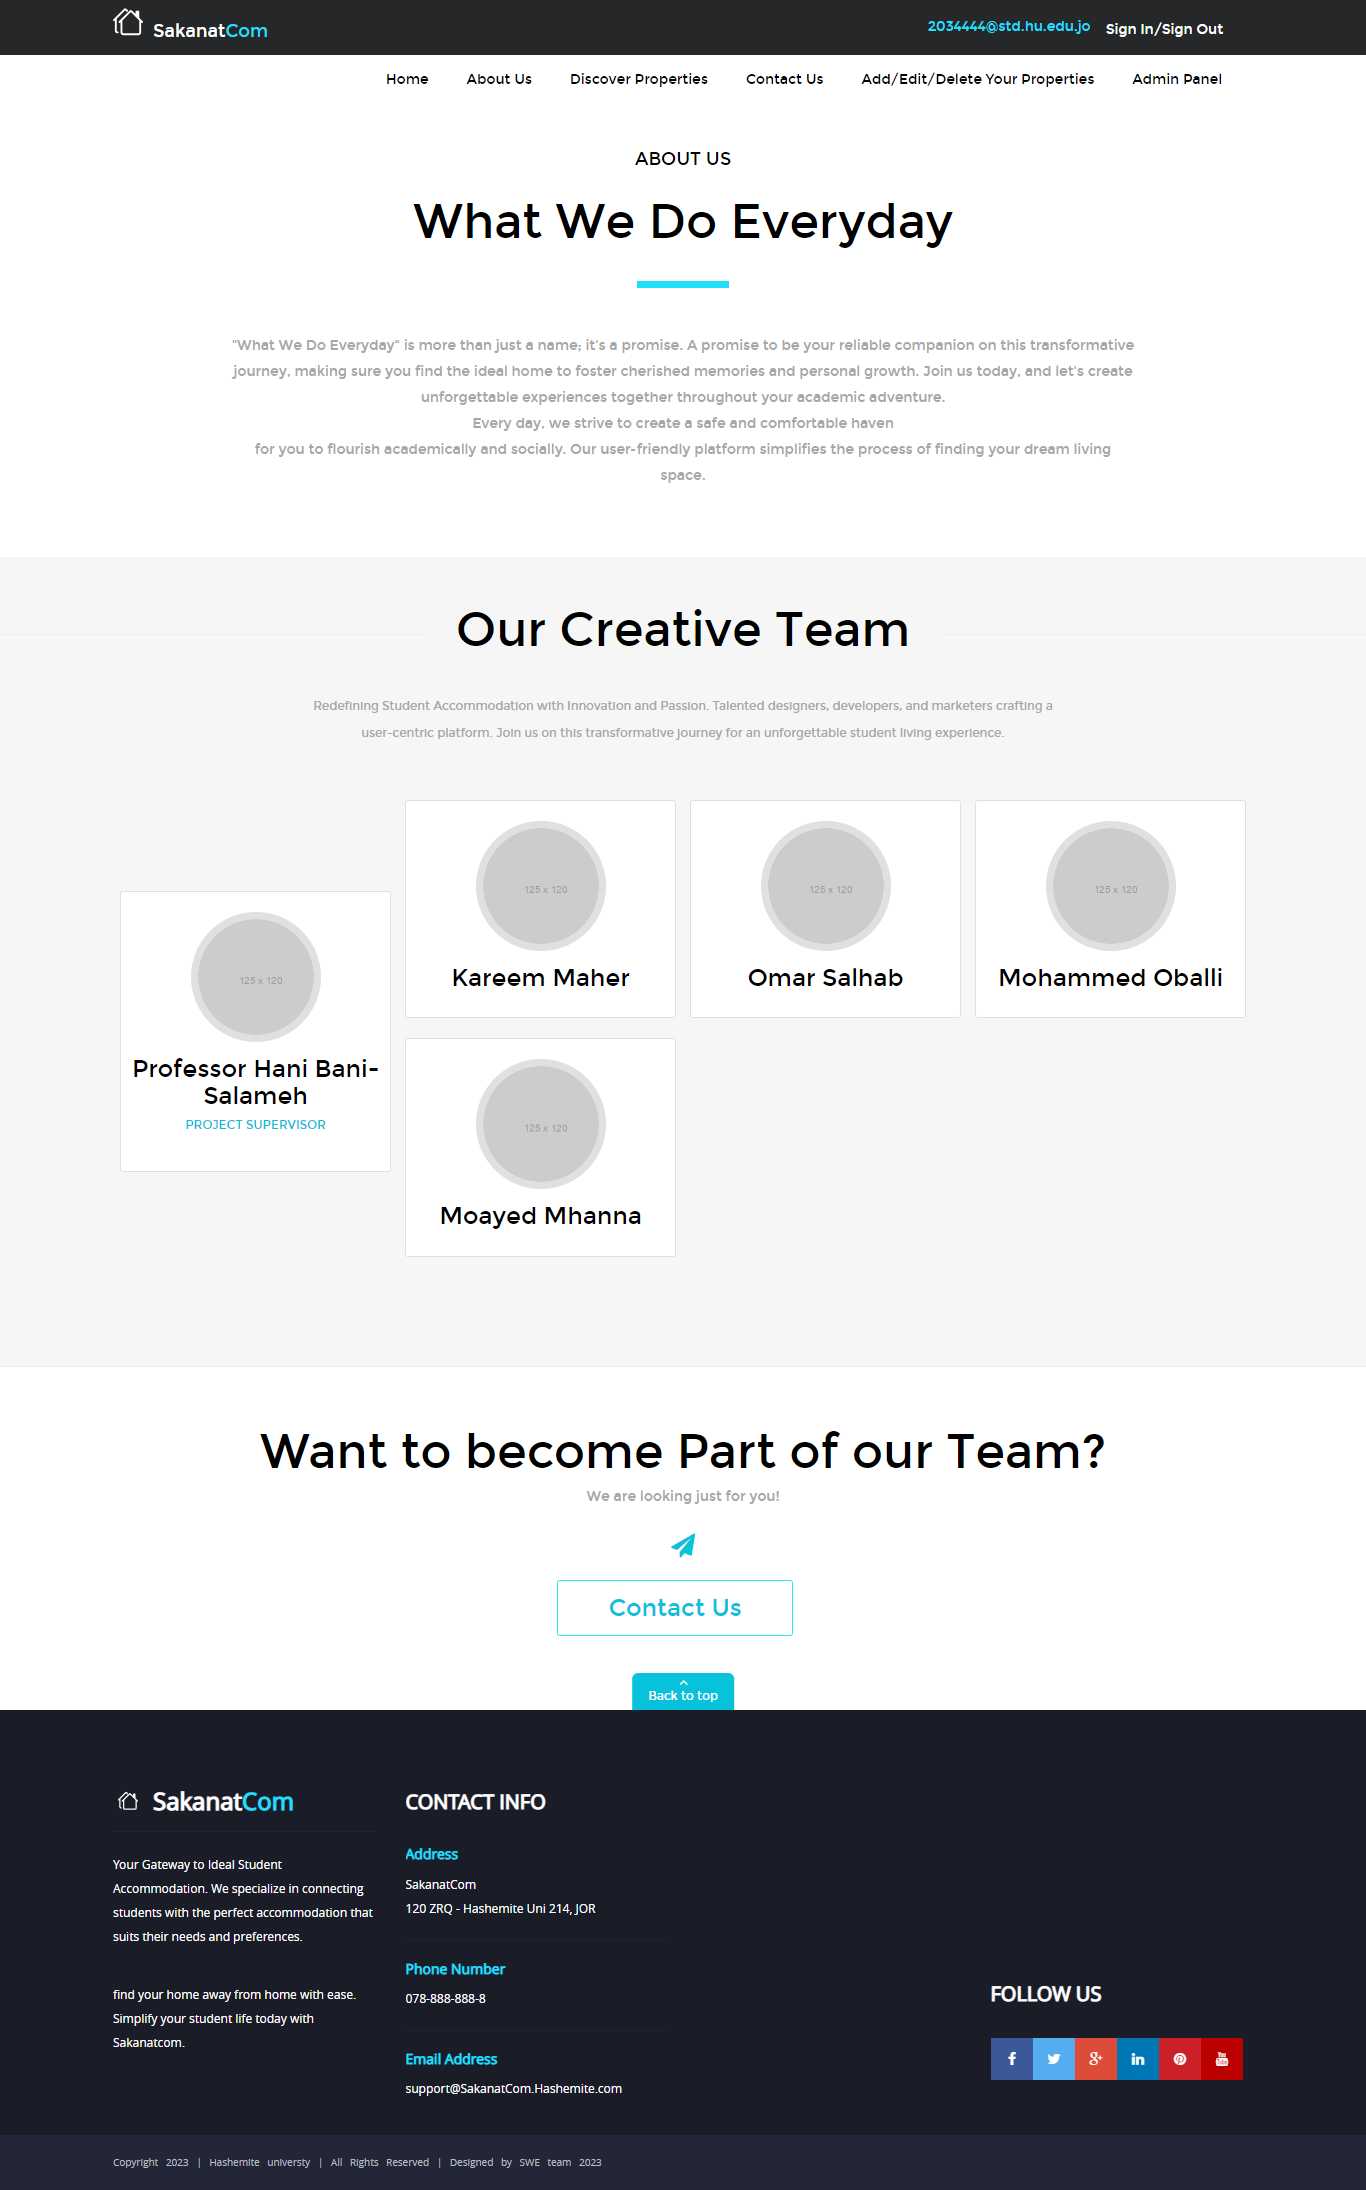 SakanatCom
2034444@std.hu.edu.jo
Sign In/Sign Out
Home
About Us
Discover Properties
Contact Us
Add/Edit/Delete Your Properties
Admin Panel
ABOUT US
What We Do Everyday
"What We Do Everyday" is more than just a name; it's a promise. A promise to be your reliable companion on this transformative
journey, making sure you find the ideal home to foster cherished memories and personal growth. Join us today, and let's create
unforgettable experiences together throughout your academic adventure.
Every day, we strive to create a safe and comfortable haven
for you to flourish academically and socially. Our user-friendly platform simplifies the process of finding your dream living
space.
Our Creative Team
Redefining Student Accommodation with Innovation and Passion. Talented designers, developers, and marketers crafting a
user-centric platform. Join us on this transformative journey for an unforgettable student living experience.
125 x 120
Professor Hani Bani-
Salameh
PROJECT SUPERVISOR
125 x 120
Kareem Maher
125 x 120
Omar Salhab
125 x 120
Mohammed Oballi
125 x 120
Moayed Mhanna
Want to become Part of our Team?
We are looking just for you!
Contact Us
Back to top
SakanatCom
Your Gateway to Ideal Student
Accommodation. We specialize in connecting
students with the perfect accommodation that
suits their needs and preferences.
find your home away from home with ease.
Simplify your student life today with
Sakanatcom.
CONTACT INFO
Address
SakanatCom
120 ZRQ - Hashemite Uni 214, JOR
Phone Number
078-888-888-8
Email Address
support@SakanatCom.Hashemite.com
FOLLOW US
Copyright 2023 | Hashemite universty | All Rights Reserved | Designed by SWE team 2023